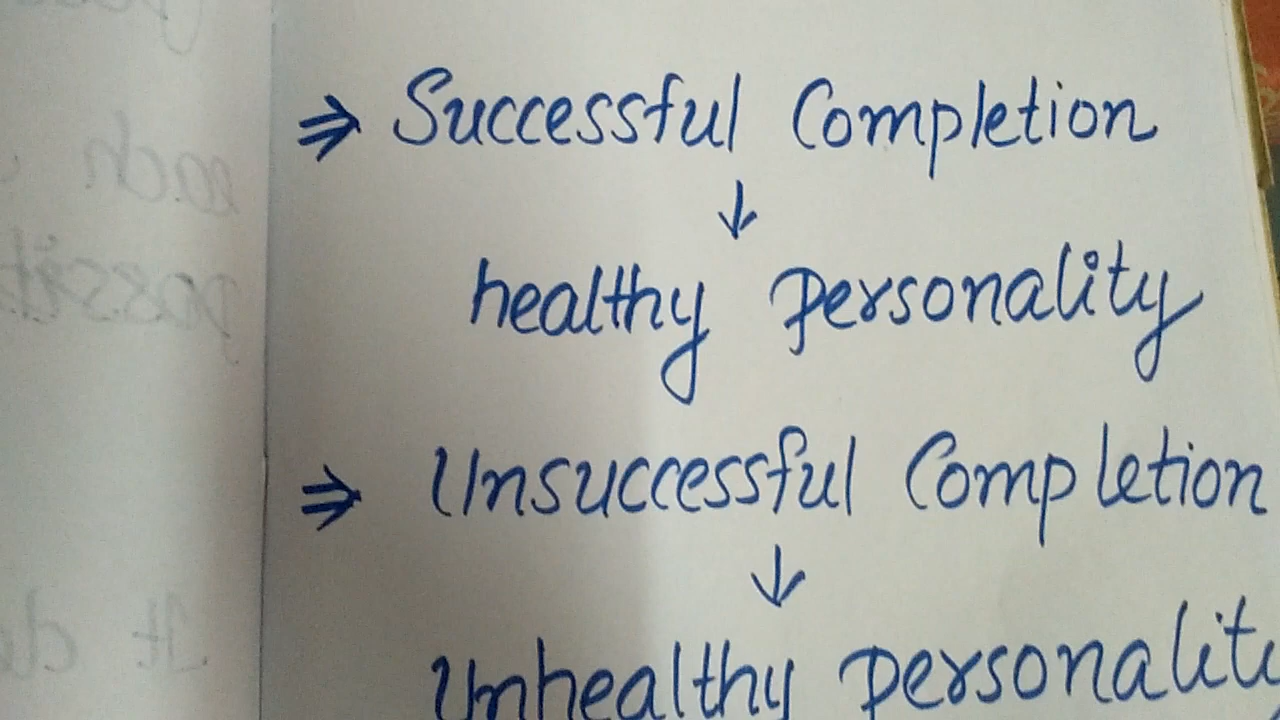 ⇒ Successful Completion
↓
healthy personality
⇒ Unsuccessful Completion
↓
Unhealthy personality